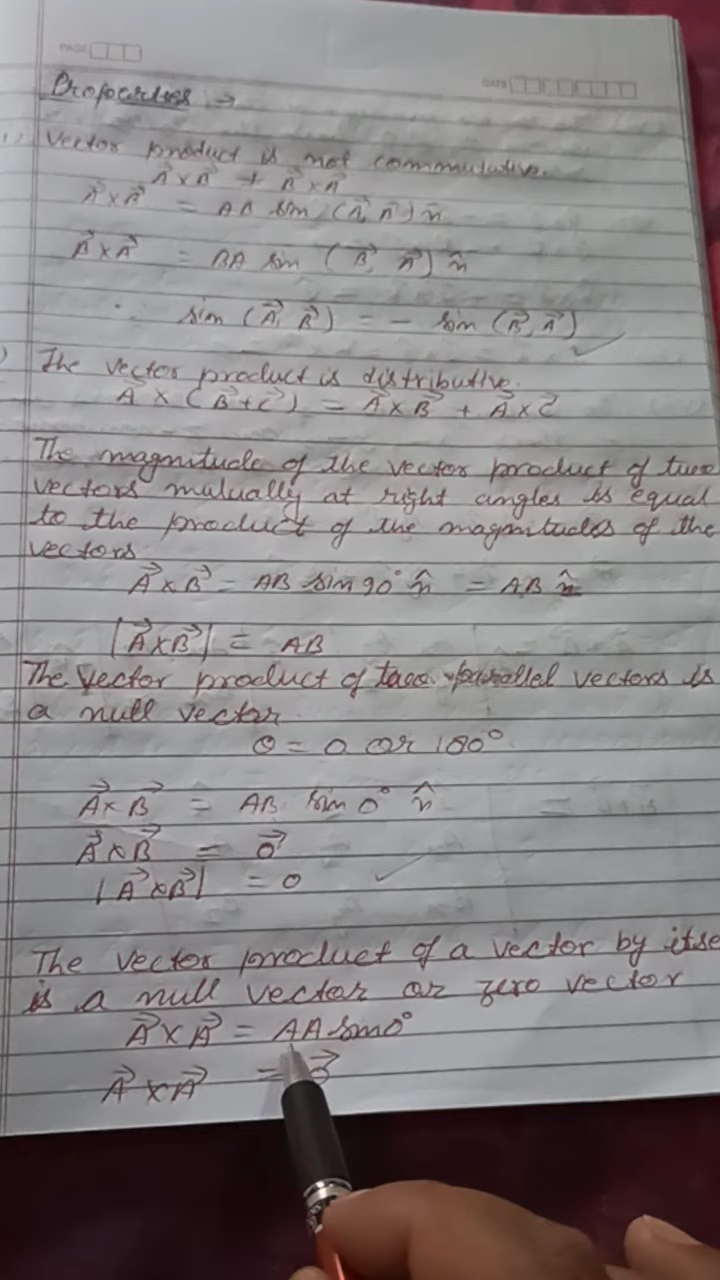 PAGE
DATE
Properties →
Vector product is not commutative.
A⃗ × B⃗ ≠ B⃗ × A⃗
A⃗ × B⃗ = AB sin (A⃗, B⃗) n̂
B⃗ × A⃗ = BA sin (B⃗, A⃗) n̂
∵ sin (A⃗, B⃗) = - sin (B⃗, A⃗)
The vector product is distributive.
A⃗ × (B⃗ + C⃗) = A⃗ × B⃗ + A⃗ × C⃗
The magnitude of the vector product of two
vectors mutually at right angles is equal
to the product of the magnitudes of the
vectors
A⃗ × B⃗ = AB sin 90° n̂ = AB n̂
|A⃗ × B⃗| = AB
The vector product of two parallel vectors is
a null vector.
θ = 0 or 180°
A⃗ × B⃗ = AB sin 0° n̂
A⃗ × B⃗ = 0⃗
|A⃗ × B⃗| = 0
The vector product of a vector by itse
is a null vector or zero vector
A⃗ × A⃗ = AA sin 0°
A⃗ × A⃗ =